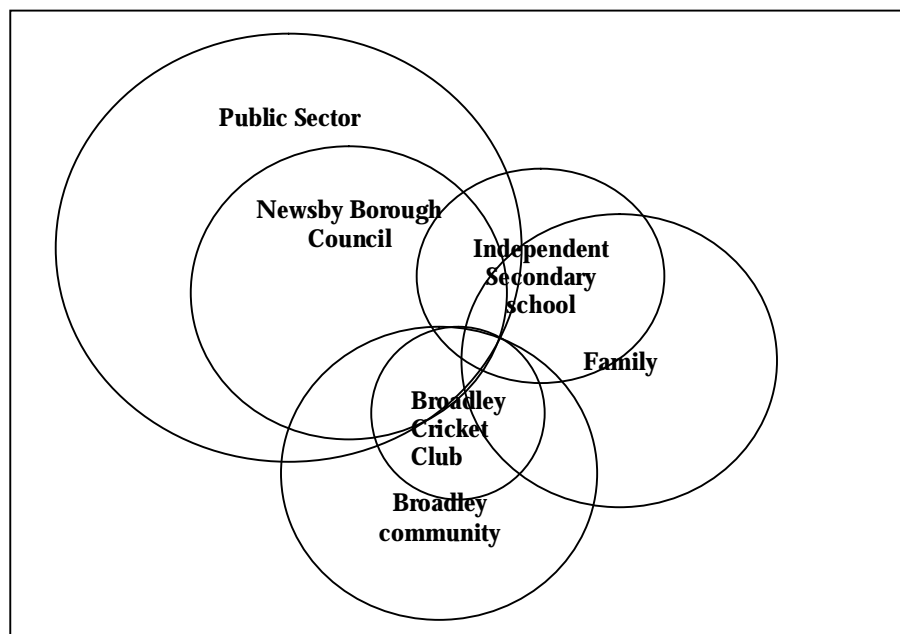 Public Sector
Newsby Borough
Council
Independent
Secondary
school
Family
Broadley
Cricket
Club
Broadley
community